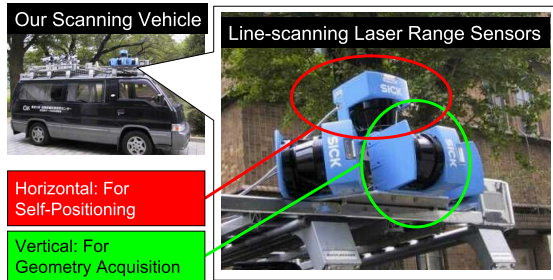 Our Scanning Vehicle
Line-scanning Laser Range Sensors
SICK
SICK
SICK
Horizontal: For
Self-Positioning
Vertical: For
Geometry Acquisition